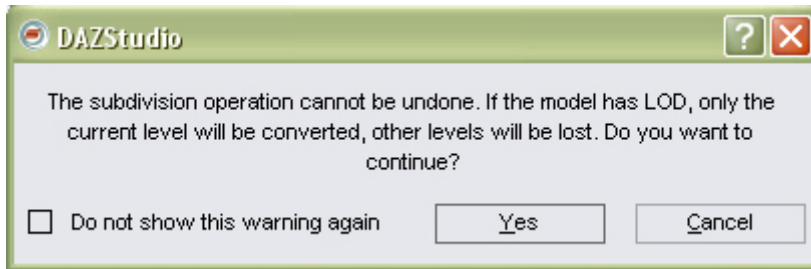 DAZStudio
?
The subdivision operation cannot be undone. If the model has LOD, only the
current level will be converted, other levels will be lost. Do you want to
continue?
Do not show this warning again Yes Cancel